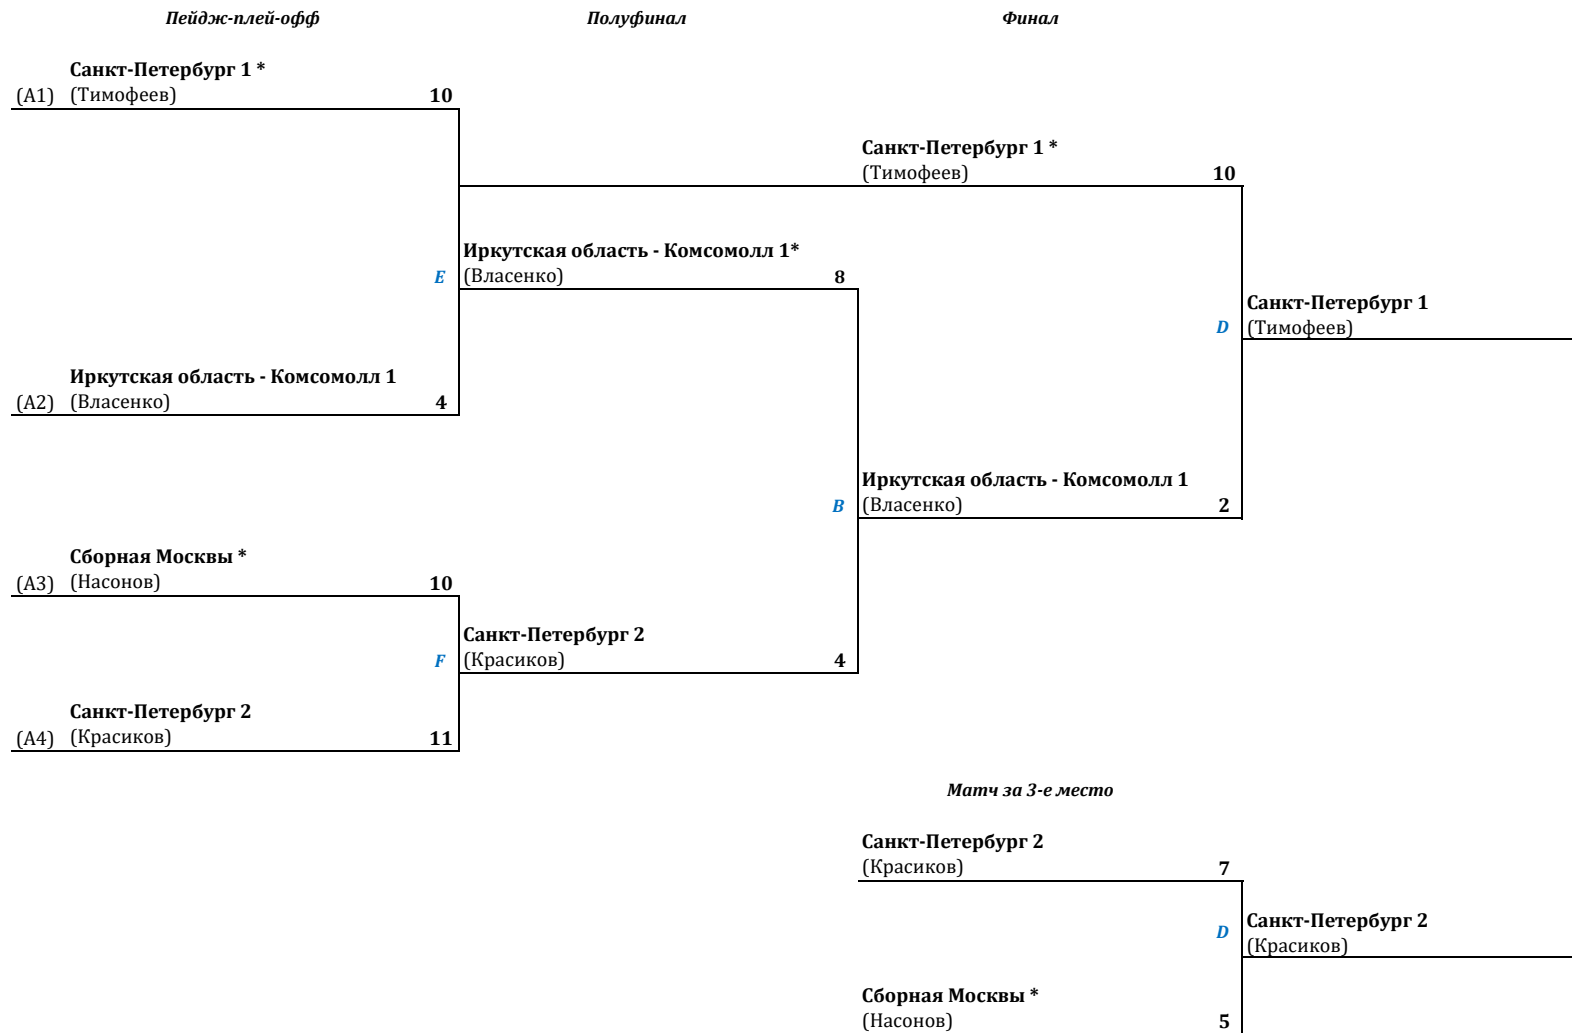 Пейдж-плей-офф
Полуфинал
Финал
Санкт-Петербург 1 *
(A1) (Тимофеев) 10
Санкт-Петербург 1 *
(Тимофеев) 10
Иркутская область - Комсомолл 1*
E (Власенко) 8
Санкт-Петербург 1
D (Тимофеев)
Иркутская область - Комсомолл 1
(A2) (Власенко) 4
Иркутская область - Комсомолл 1
B (Власенко) 2
Сборная Москвы *
(A3) (Насонов) 10
Санкт-Петербург 2
F (Красиков) 4
Санкт-Петербург 2
(A4) (Красиков) 11
Матч за 3-е место
Санкт-Петербург 2
(Красиков) 7
Санкт-Петербург 2
D (Красиков)
Сборная Москвы *
(Насонов) 5